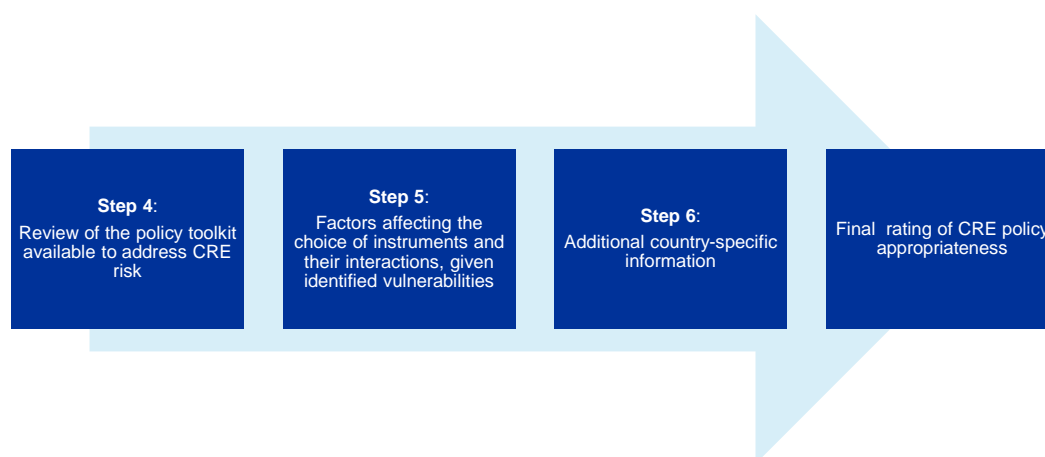 Step 4:
Review of the policy toolkit
available to address CRE
risk
Step 5:
Factors affecting the
choice of instruments and
their interactions, given
identified vulnerabilities
Step 6:
Additional country-specific
information
Final rating of CRE policy
appropriateness